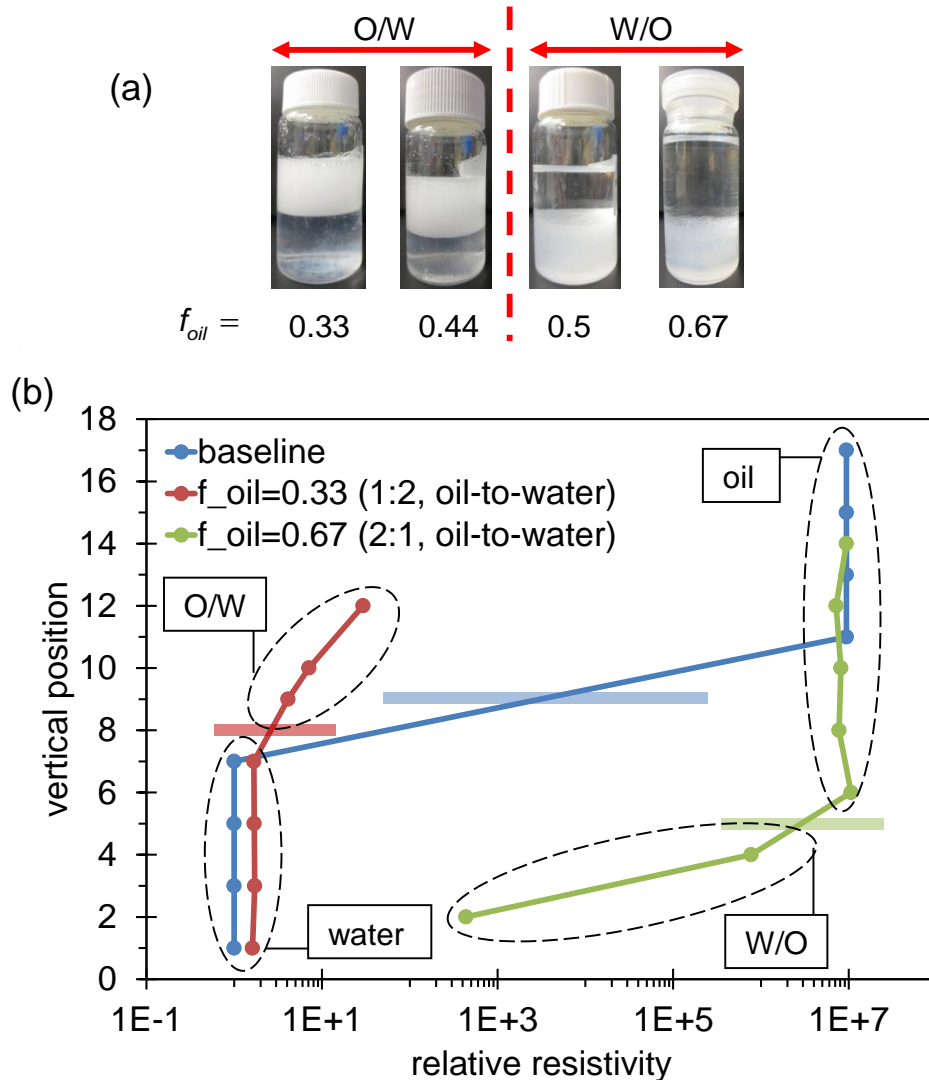 O/W W/O
(a)
f_oil = 0.33 0.44 0.5 0.67
(b)
18
16
14
12
10
8
6
4
2
0
vertical position
baseline
f_oil=0.33 (1:2, oil-to-water)
f_oil=0.67 (2:1, oil-to-water)
oil
O/W
water
W/O
1E-1 1E+1 1E+3 1E+5 1E+7
relative resistivity